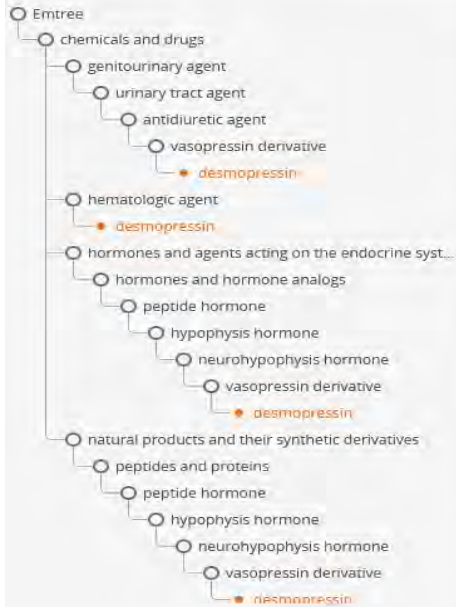 Emtree
chemicals and drugs
genitourinary agent
urinary tract agent
antidiuretic agent
vasopressin derivative
desmopressin
hematologic agent
desmopressin
hormones and agents acting on the endocrine syst...
hormones and hormone analogs
peptide hormone
hypophysis hormone
neurohypophysis hormone
vasopressin derivative
desmopressin
natural products and their synthetic derivatives
peptides and proteins
peptide hormone
hypophysis hormone
neurohypophysis hormone
vasopressin derivative
desmopressin